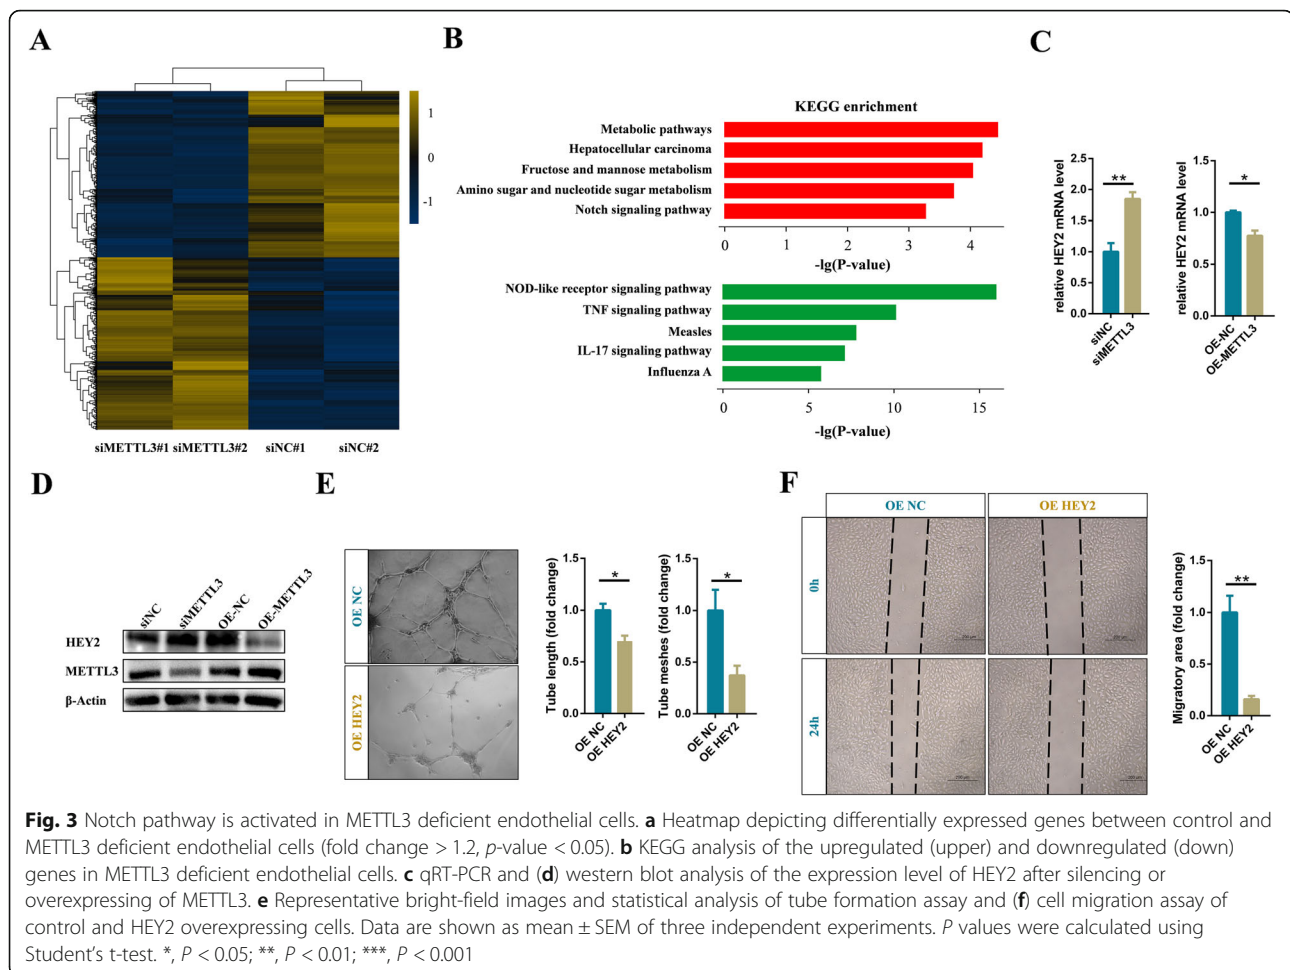 A
1
0
-1
siMETTL3#1 siMETTL3#2 siNC#1 siNC#2
B
KEGG enrichment
Metabolic pathways
Hepatocellular carcinoma
Fructose and mannose metabolism
Amino sugar and nucleotide sugar metabolism
Notch signaling pathway
0 1 2 3 4
-lg(P-value)
NOD-like receptor signaling pathway
TNF signaling pathway
Measles
IL-17 signaling pathway
Influenza A
0 5 10 15
-lg(P-value)
C
relative HEY2 mRNA level
2.5
2.0
1.5
1.0
0.5
0.0
**
siNC
siMETTL3
relative HEY2 mRNA level
1.5
1.0
0.5
0.0
*
OE-NC
OE-METTL3
D
siNC siMETTL3 OE-NC OE-METTL3
HEY2
METTL3
β-Actin
E
OE NC
OE HEY2
Tube length (fold change)
1.5
1.0
0.5
0.0
*
OE NC
OE HEY2
Tube meshes (fold change)
1.5
1.0
0.5
0.0
*
OE NC
OE HEY2
F
OE NC OE HEY2
0h
24h
Migratory area (fold change)
1.5
1.0
0.5
0.0
**
OE NC
OE HEY2
Fig. 3 Notch pathway is activated in METTL3 deficient endothelial cells. a Heatmap depicting differentially expressed genes between control and
METTL3 deficient endothelial cells (fold change > 1.2, p-value < 0.05). b KEGG analysis of the upregulated (upper) and downregulated (down)
genes in METTL3 deficient endothelial cells. c qRT-PCR and (d) western blot analysis of the expression level of HEY2 after silencing or
overexpressing of METTL3. e Representative bright-field images and statistical analysis of tube formation assay and (f) cell migration assay of
control and HEY2 overexpressing cells. Data are shown as mean ± SEM of three independent experiments. P values were calculated using
Student's t-test. *, P < 0.05; **, P < 0.01; ***, P < 0.001